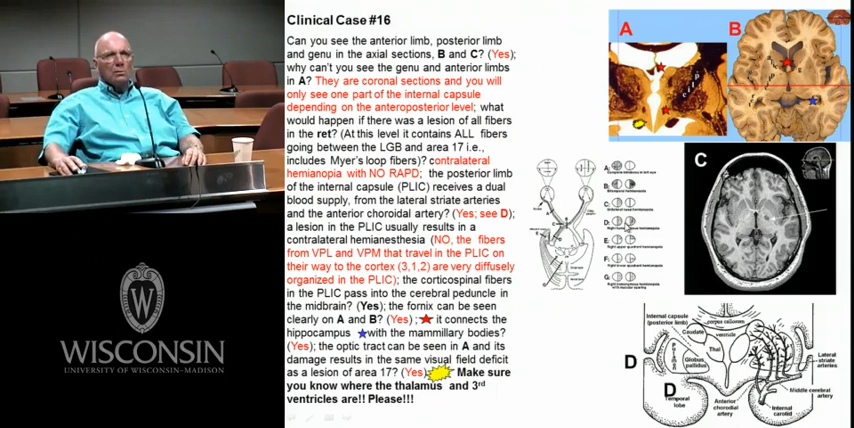 Clinical Case #16
Can you see the anterior limb, posterior limb
and genu in the axial sections, B and C? (Yes);
why can't you see the genu and anterior limbs
in A? They are coronal sections and you will
only see one part of the internal capsule
depending on the anteroposterior level; what
would happen if there was a lesion of all fibers
in the ret? (At this level it contains ALL fibers
going between the LGB and area 17 i.e.,
includes Myer's loop fibers)? contralateral
hemianopia with NO RAPD; the posterior limb
of the internal capsule (PLIC) receives a dual
blood supply, from the lateral striate arteries
and the anterior choroidal artery? (Yes; see D);
a lesion in the PLIC usually results in a
contralateral hemianesthesia (NO, the fibers
from VPL and VPM that travel in the PLIC on
their way to the cortex (3,1,2) are very diffusely
organized in the PLIC); the corticospinal fibers
in the PLIC pass into the cerebral peduncle in
the midbrain? (Yes); the fornix can be seen
clearly on A and B? (Yes) ; it connects the
hippocampus with the mammillary bodies?
(Yes); the optic tract can be seen in A and its
damage results in the same visual field deficit
as a lesion of area 17? (Yes) Make sure
you know where the thalamus and 3rd
ventricles are!! Please!!!
A
B
C
D
D
Internal capsule
(posterior limb)
corpus callosum
Caudate
ventricle
Thal
Globus
pallidus
Temporal
lobe
Anterior
chorodial
artery
Internal
carotid
Middle cerebral
artery
Lateral
striate
arteries
W
WISCONSIN
UNIVERSITY OF WISCONSIN–MADISON